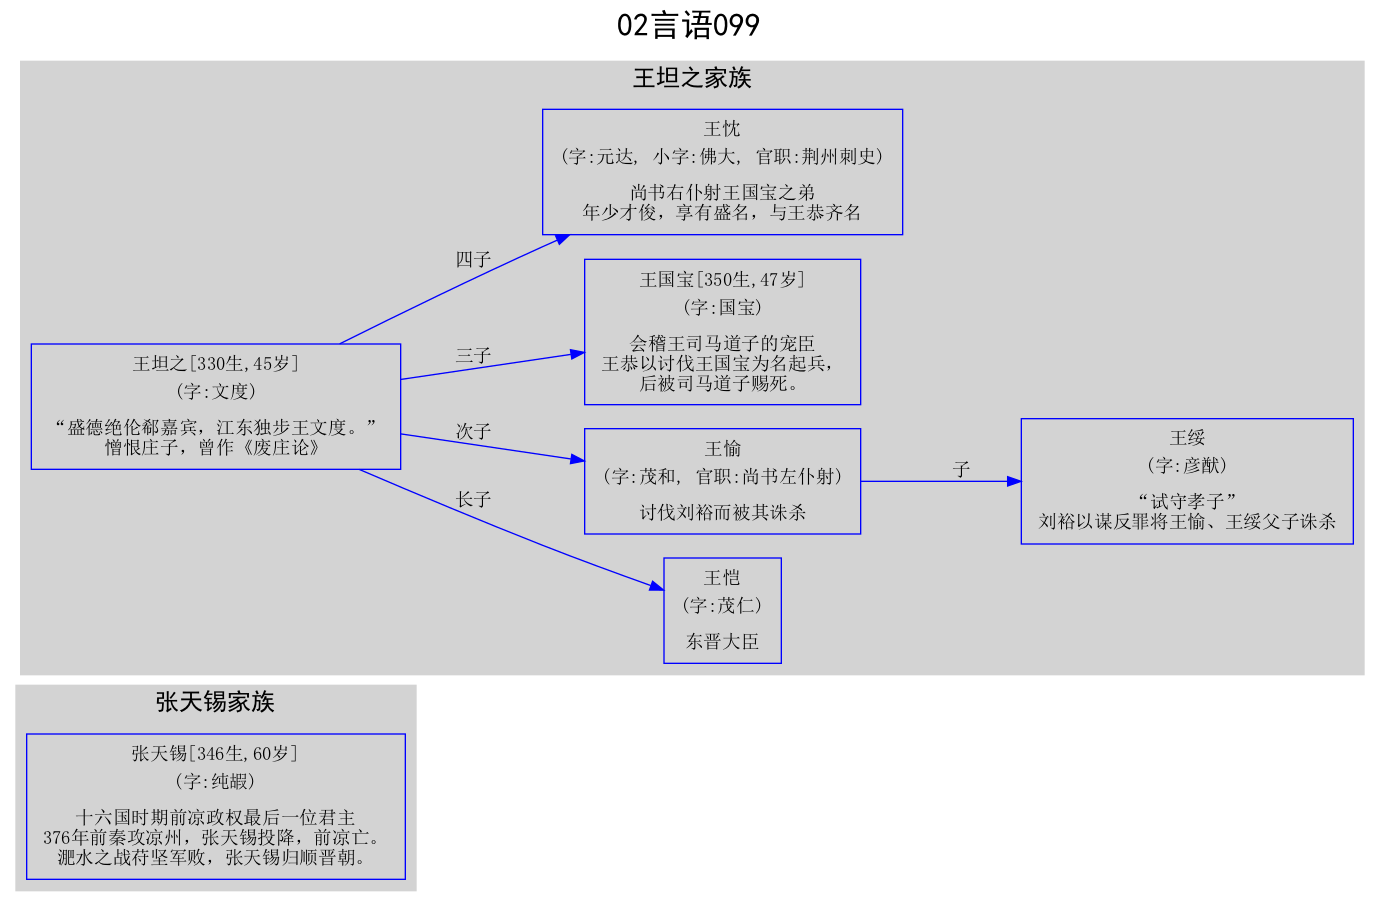 02言语099
王坦之家族
王忱
(字:元达, 小字:佛大, 官职:荆州刺史)
尚书右仆射王国宝之弟
年少才俊，享有盛名，与王恭齐名
四子
王国宝[350生,47岁]
(字:国宝)
会稽王司马道子的宠臣
王恭以讨伐王国宝为名起兵，
后被司马道子赐死。
三子
王坦之[330生,45岁]
(字:文度)
“盛德绝伦郗嘉宾，江东独步王文度。”
憎恨庄子，曾作《废庄论》
次子
王愉
(字:茂和, 官职:尚书左仆射)
讨伐刘裕而被其诛杀
子
王绥
(字:彦猷)
“试守孝子”
刘裕以谋反罪将王愉、王绥父子诛杀
长子
王恺
(字:茂仁)
东晋大臣
张天锡家族
张天锡[346生,60岁]
(字:纯嘏)
十六国时期前凉政权最后一位君主
376年前秦攻凉州，张天锡投降，前凉亡。
淝水之战苻坚军败，张天锡归顺晋朝。